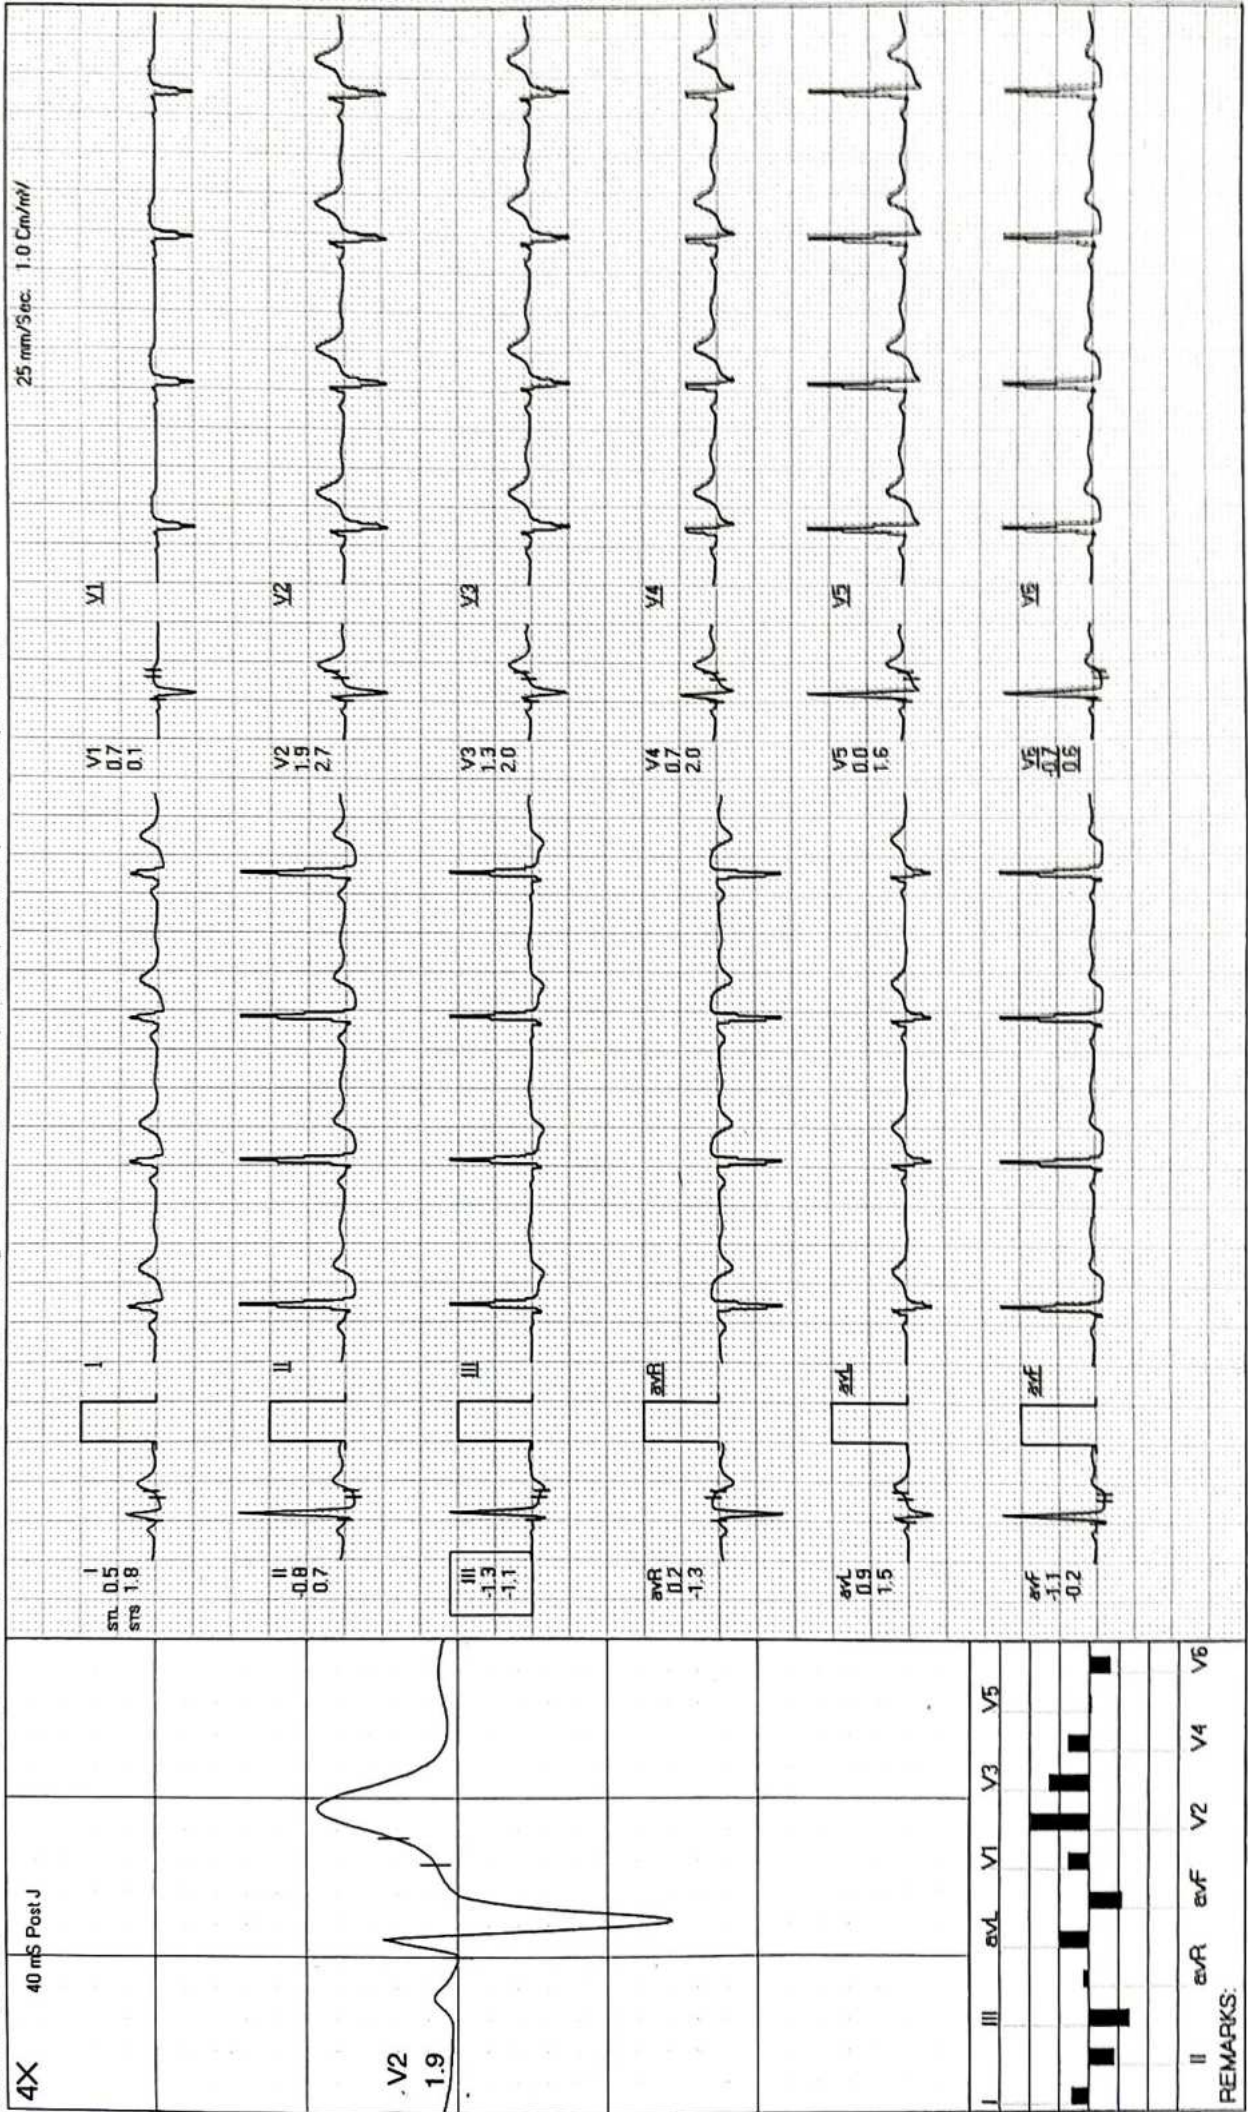 4X
40 mS Post J
V2
1.9
I
II
III
avR
avL
avF
V1
V2
V3
V4
V5
V6
REMARKS:
25 mm/Sec. 1.0 Cm/mV
I
STL 0.5
STS 1.8
I
V1
0.7
0.1
V1
II
-0.8
0.7
II
V2
1.9
2.7
V2
III
-1.3
-1.1
III
V3
1.3
2.0
V3
avR
0.2
-1.3
avR
V4
0.7
2.0
V4
avL
0.9
1.5
avL
V5
0.0
1.6
V5
avF
-1.1
-0.2
avF
V6
-0.7
0.6
V6